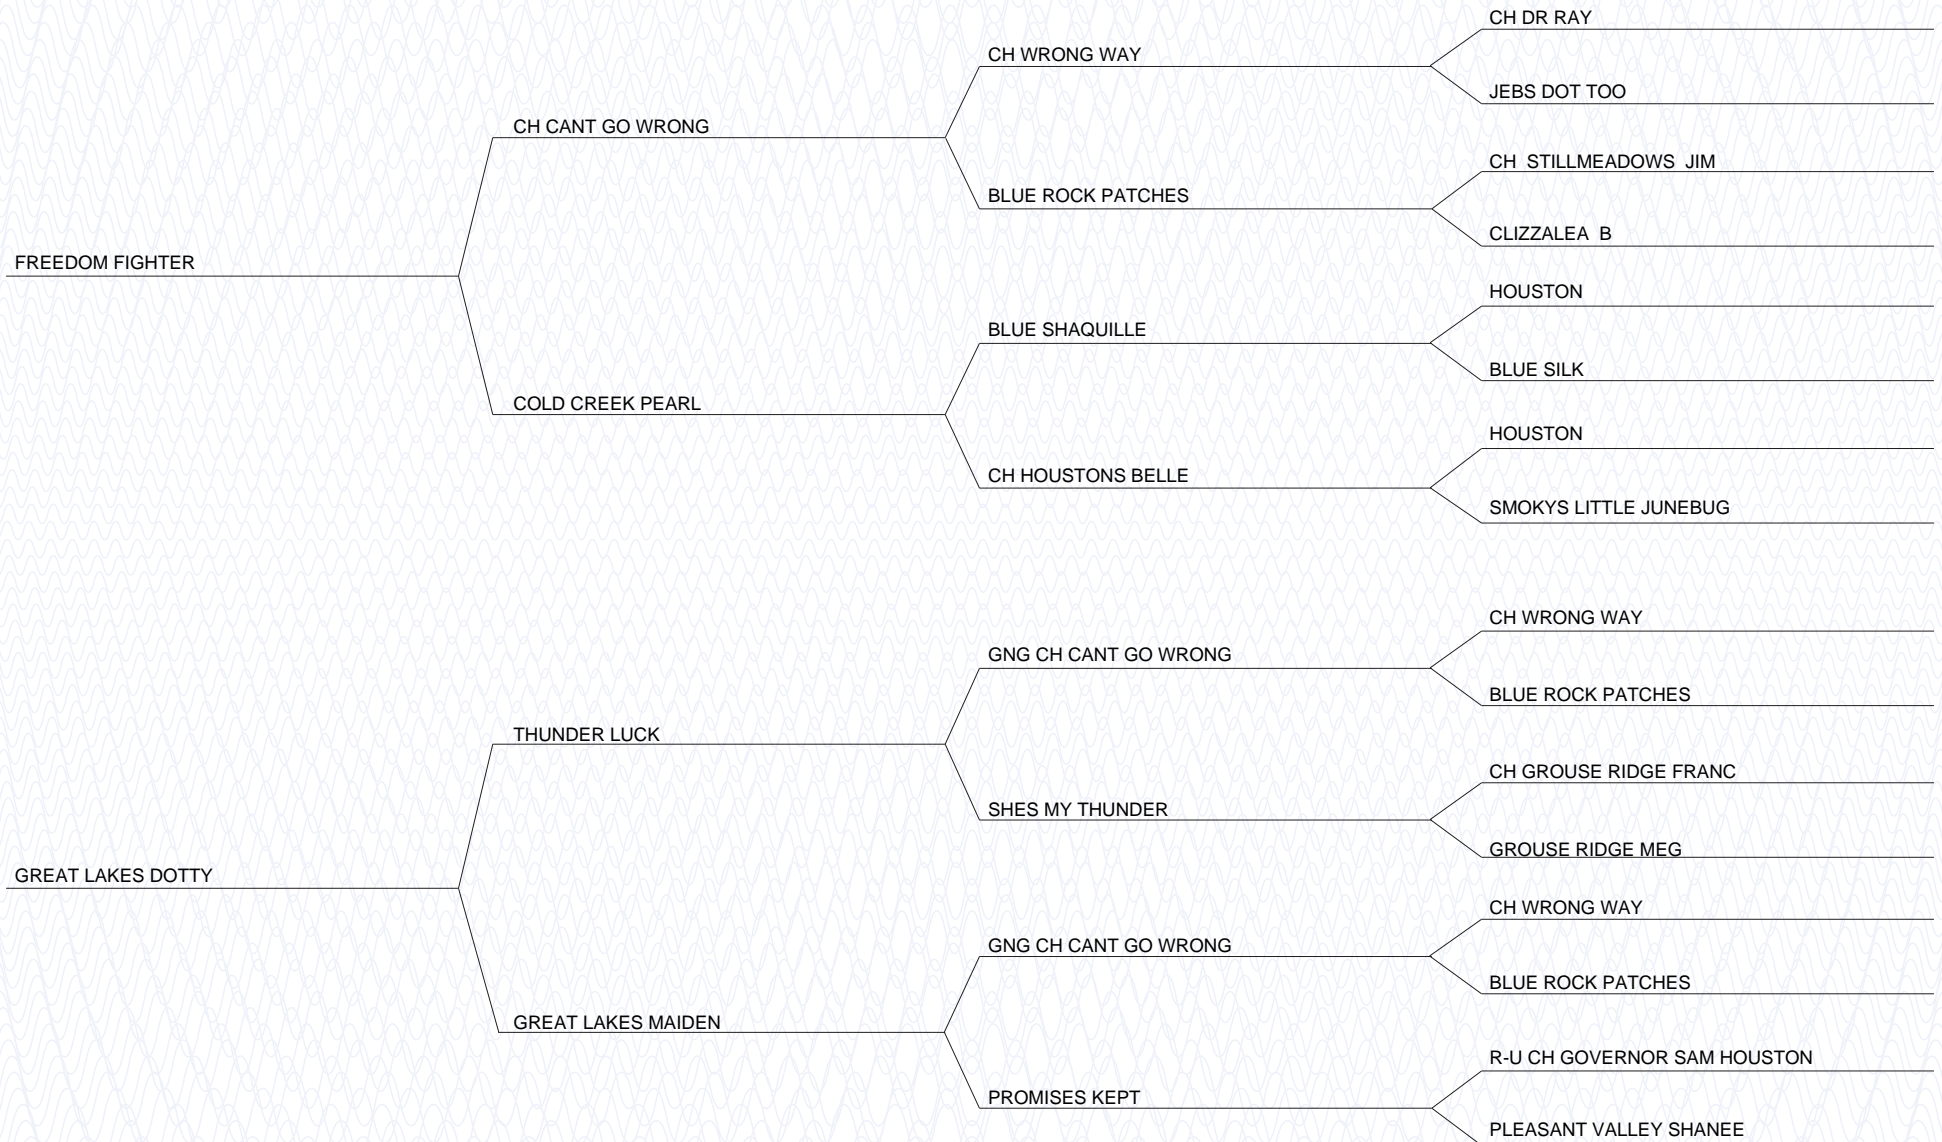 CH DR RAY
CH WRONG WAY
JEBS DOT TOO
CH CANT GO WRONG
CH  STILLMEADOWS  JIM
BLUE ROCK PATCHES
CLIZZALEA  B
FREEDOM FIGHTER
HOUSTON
BLUE SHAQUILLE
BLUE SILK
COLD CREEK PEARL
HOUSTON
CH HOUSTONS BELLE
SMOKYS LITTLE JUNEBUG
CH WRONG WAY
GNG CH CANT GO WRONG
BLUE ROCK PATCHES
THUNDER LUCK
CH GROUSE RIDGE FRANC
SHES MY THUNDER
GROUSE RIDGE MEG
GREAT LAKES DOTTY
CH WRONG WAY
GNG CH CANT GO WRONG
BLUE ROCK PATCHES
GREAT LAKES MAIDEN
R-U CH GOVERNOR SAM HOUSTON
PROMISES KEPT
PLEASANT VALLEY SHANEE